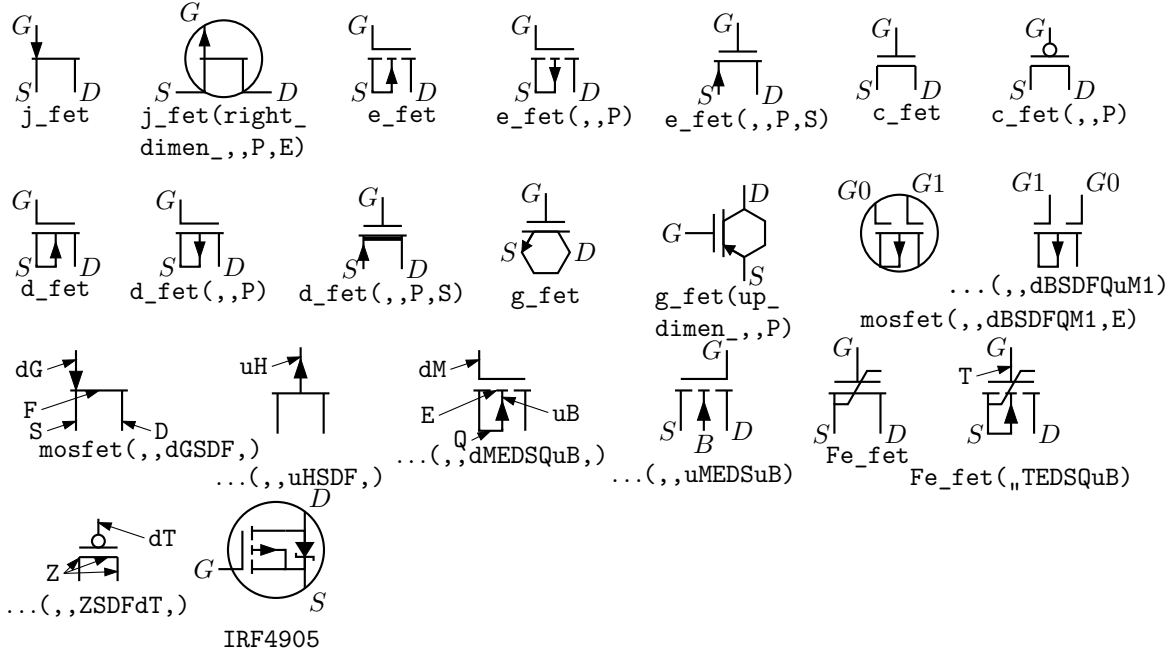 G G G G G G G
S D S D S D S D S D S D S D
j_fet j_fet(right_ e_fet e_fet(,,P) e_fet(,,P,S) c_fet c_fet(,,P)
dimen_,,P,E)
G G G G D G0 G1 G1 G0
G
S D S D S D S D S
d_fet d_fet(,,P) d_fet(,,P,S) g_fet g_fet(up_ ...(,,dBSDFQuM1)
dimen_,,P) mosfet(,,dBSDFQM1,E)
dG uH dM G G G
T
F E uB
S D Q S B D S D S D
mosfet(,,dGSDF,) ...(,,uHSDF,) ...(,,dMEDSQuB,) ...(,,uMEDSuB) Fe_fet Fe_fet(„TEDSQuB)
D
dT
Z G
S
...(,,ZSDFdT,)
IRF4905